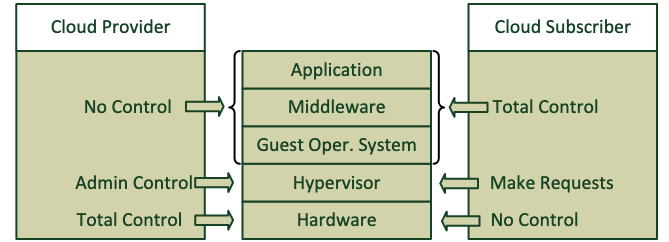 Cloud Provider
Cloud Subscriber
Application
No Control
Middleware
Total Control
Guest Oper. System
Admin Control
Hypervisor
Make Requests
Total Control
Hardware
No Control